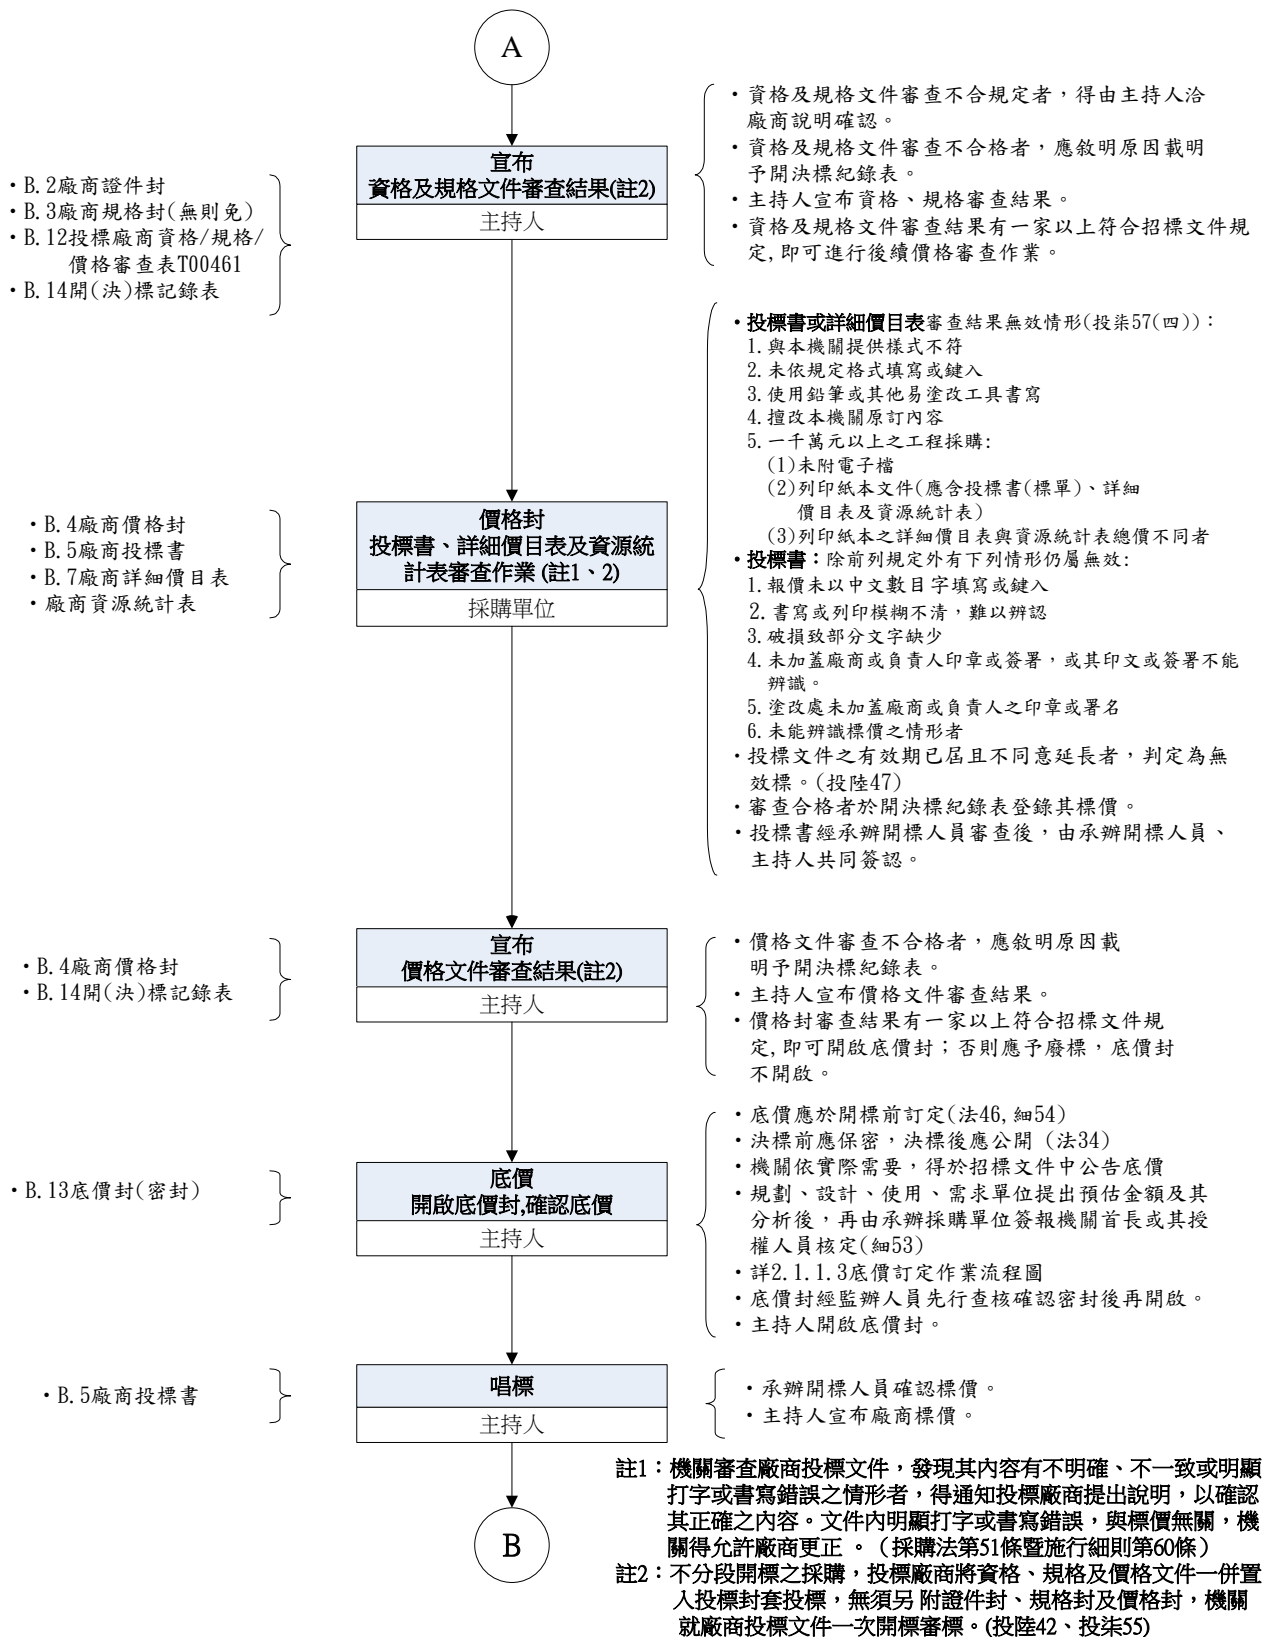 A
宣布
資格及規格文件審查結果(註2)
主持人
・B.2廠商證件封
・B.3廠商規格封(無則免)
・B.12投標廠商資格/規格/
價格審查表T00461
・B.14開(決)標記錄表
・資格及規格文件審查不合規定者，得由主持人洽
廠商說明確認。
・資格及規格文件審查不合格者，應敘明原因載明
予開決標紀錄表。
・主持人宣布資格、規格審查結果。
・資格及規格文件審查結果有一家以上符合招標文件規
定,即可進行後續價格審查作業。
價格封
投標書、詳細價目表及資源統
計表審查作業 (註1、2)
採購單位
・B.4廠商價格封
・B.5廠商投標書
・B.7廠商詳細價目表
・廠商資源統計表
・投標書或詳細價目表審查結果無效情形(投柒57(四))：
1.與本機關提供樣式不符
2.未依規定格式填寫或鍵入
3.使用鉛筆或其他易塗改工具書寫
4.擅改本機關原訂內容
5.一千萬元以上之工程採購:
(1)未附電子檔
(2)列印紙本文件(應含投標書(標單)、詳細
價目表及資源統計表)
(3)列印紙本之詳細價目表與資源統計表總價不同者
・投標書：除前列規定外有下列情形仍屬無效:
1.報價未以中文數目字填寫或鍵入
2.書寫或列印模糊不清，難以辨認
3.破損致部分文字缺少
4.未加蓋廠商或負責人印章或簽署，或其印文或簽署不能
辨識。
5.塗改處未加蓋廠商或負責人之印章或署名
6.未能辨識標價之情形者
・投標文件之有效期已屆且不同意延長者，判定為無
效標。(投陸47)
・審查合格者於開決標紀錄表登錄其標價。
・投標書經承辦開標人員審查後，由承辦開標人員、
主持人共同簽認。
宣布
價格文件審查結果(註2)
主持人
・B.4廠商價格封
・B.14開(決)標記錄表
・價格文件審查不合格者，應敘明原因載
明予開決標紀錄表。
・主持人宣布價格文件審查結果。
・價格封審查結果有一家以上符合招標文件規
定,即可開啟底價封；否則應予廢標，底價封
不開啟。
底價
開啟底價封,確認底價
主持人
・B.13底價封(密封)
・底價應於開標前訂定(法46,細54)
・決標前應保密，決標後應公開 (法34)
・機關依實際需要，得於招標文件中公告底價
・規劃、設計、使用、需求單位提出預估金額及其
分析後，再由承辦採購單位簽報機關首長或其授
權人員核定(細53)
・詳2.1.1.3底價訂定作業流程圖
・底價封經監辦人員先行查核確認密封後再開啟。
・主持人開啟底價封。
唱標
主持人
・B.5廠商投標書
・承辦開標人員確認標價。
・主持人宣布廠商標價。
B
註1：機關審查廠商投標文件，發現其內容有不明確、不一致或明顯
打字或書寫錯誤之情形者，得通知投標廠商提出說明，以確認
其正確之內容。文件內明顯打字或書寫錯誤，與標價無關，機
關得允許廠商更正 。（採購法第51條暨施行細則第60條）
註2：不分段開標之採購，投標廠商將資格、規格及價格文件一併置
入投標封套投標，無須另 附證件封、規格封及價格封，機關
就廠商投標文件一次開標審標。(投陸42、投柒55)